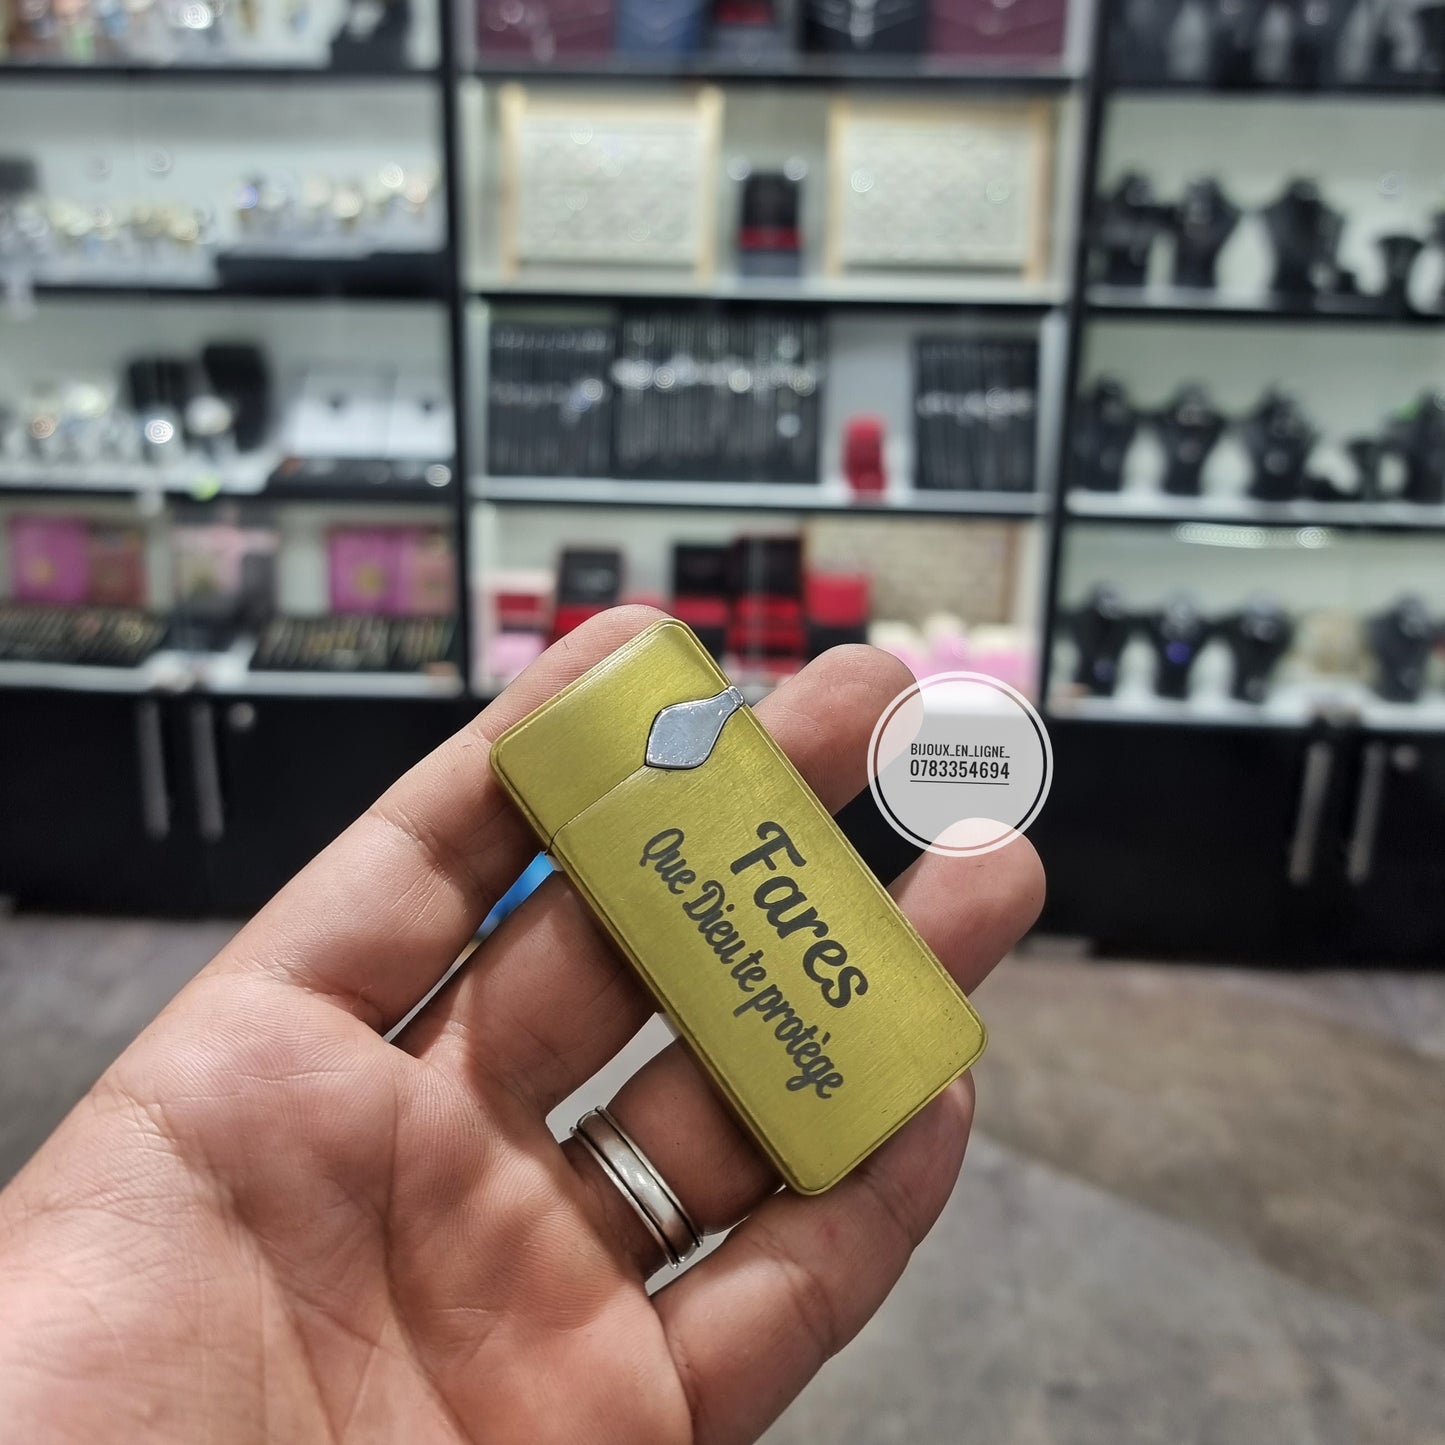 Fares
Que Dieu te protège
BIJOUX_EN_LIGNE_
0783354694